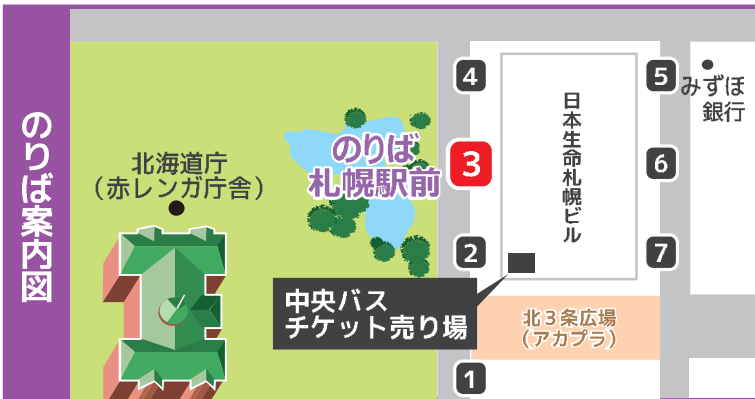 のりば案内図
北海道庁
（赤レンガ庁舎）
のりば
札幌駅前
4
3
2
1
日本生命札幌ビル
5
6
7
みずほ
銀行
中央バス
チケット売り場
北3条広場
（アカプラ）